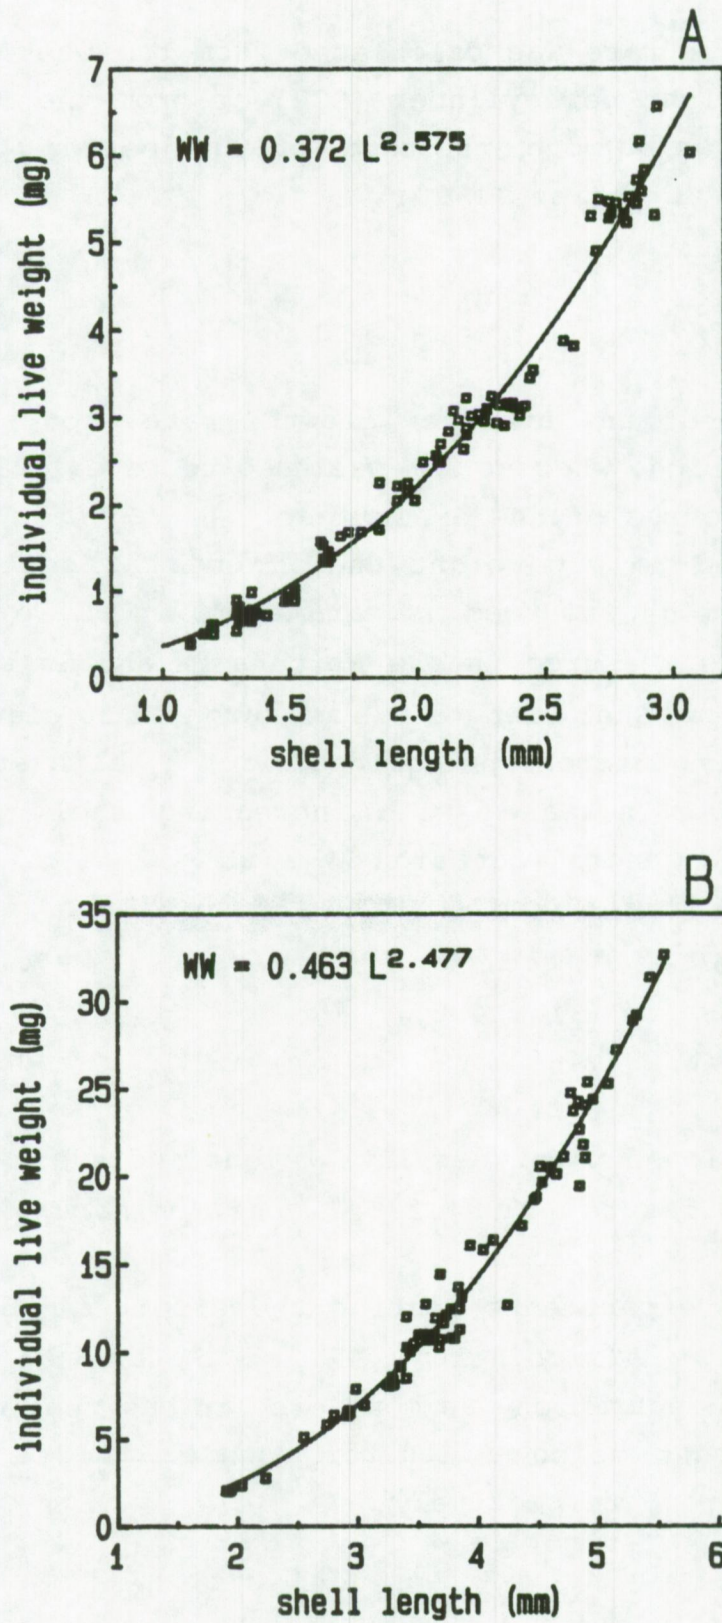 A
7
6
5
4
3
2
1
0
individual live weight (mg)
WW = 0.372 L^2.575
1.0 1.5 2.0 2.5 3.0
shell length (mm)
B
35
30
25
20
15
10
5
0
individual live weight (mg)
WW = 0.463 L^2.477
1 2 3 4 5 6
shell length (mm)